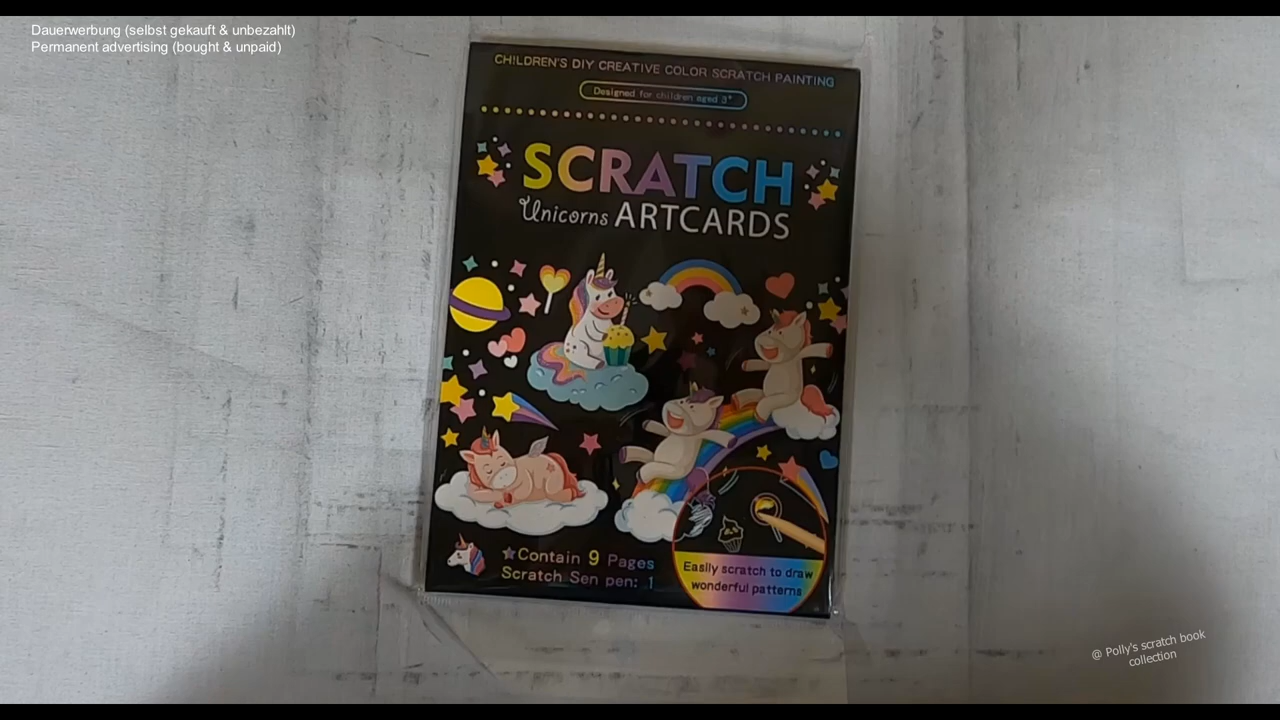 Dauerwerbung (selbst gekauft & unbezahlt)
Permanent advertising (bought & unpaid)
CHILDREN'S DIY CREATIVE COLOR SCRATCH PAINTING
Designed for children aged 3+
SCRATCH
Unicorns ARTCARDS
Contain 9 Pages
Scratch Sen pen: 1
Easily scratch to draw
wonderful patterns
@ Polly's scratch book
collection